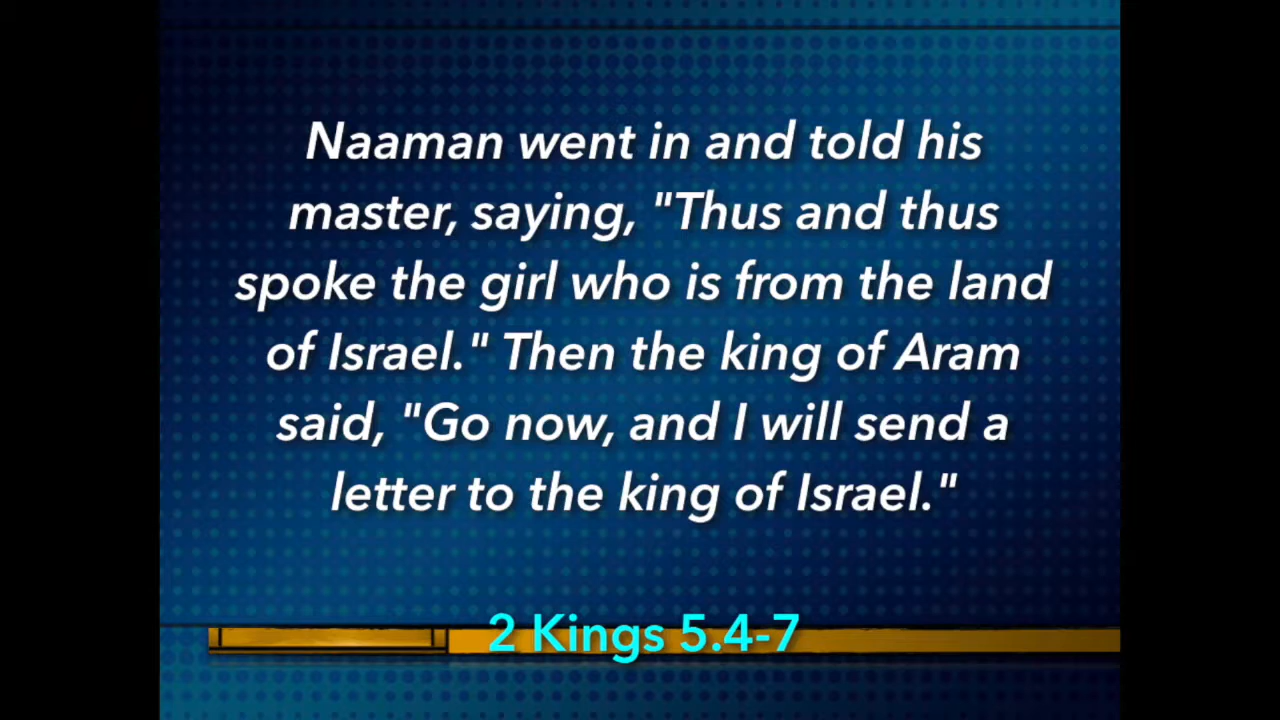 Naaman went in and told his
master, saying, "Thus and thus
spoke the girl who is from the land
of Israel." Then the king of Aram
said, "Go now, and I will send a
letter to the king of Israel."
2 Kings 5.4-7